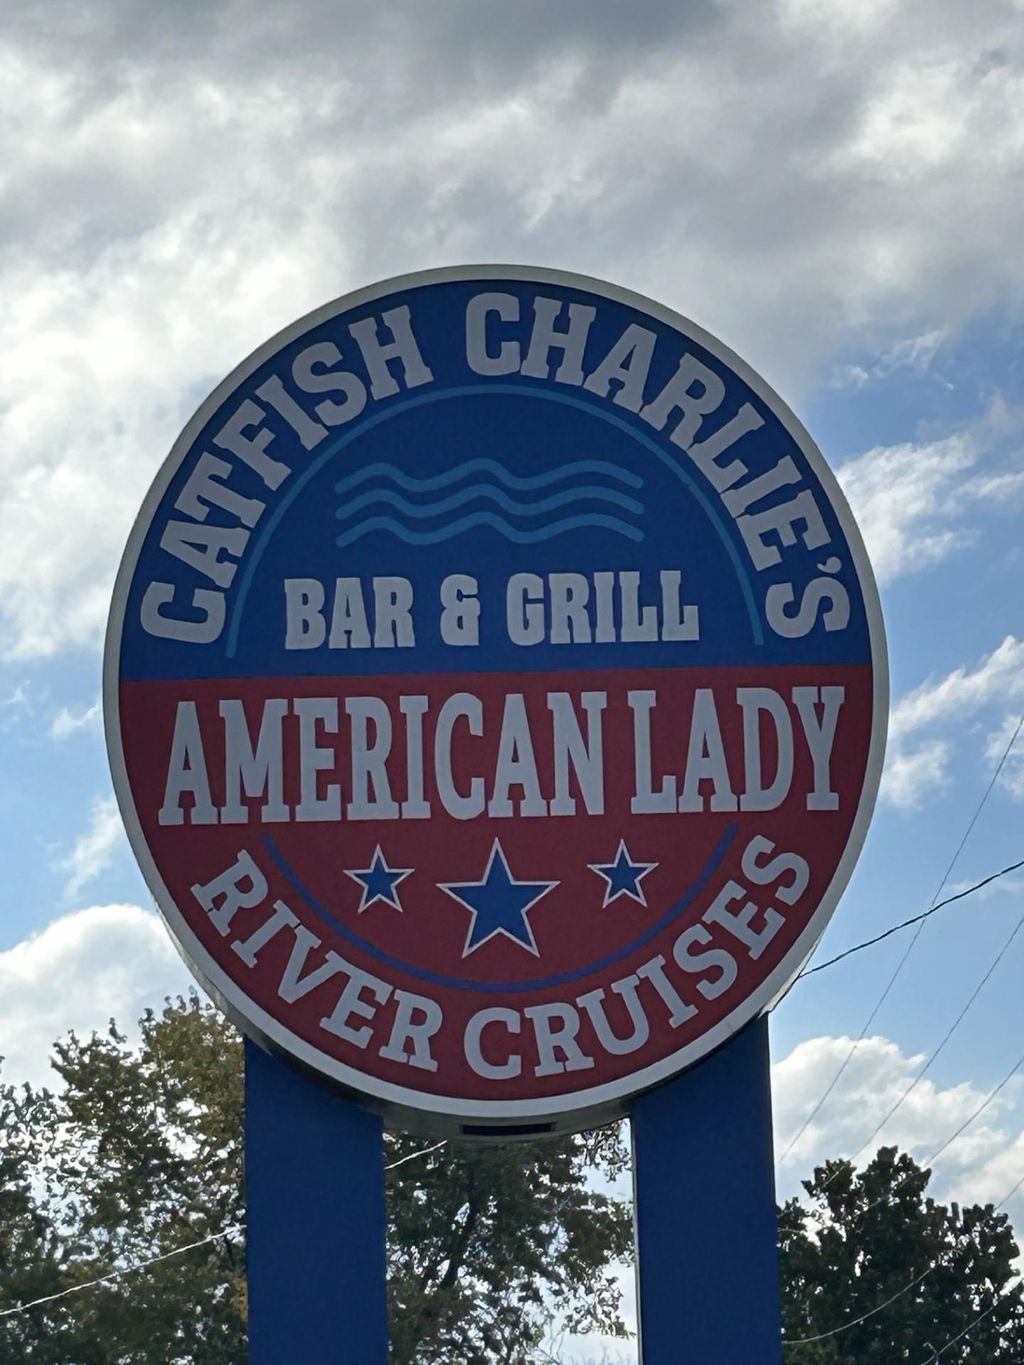 CATFISH CHARLIE'S
BAR & GRILL
AMERICAN LADY
RIVER CRUISES